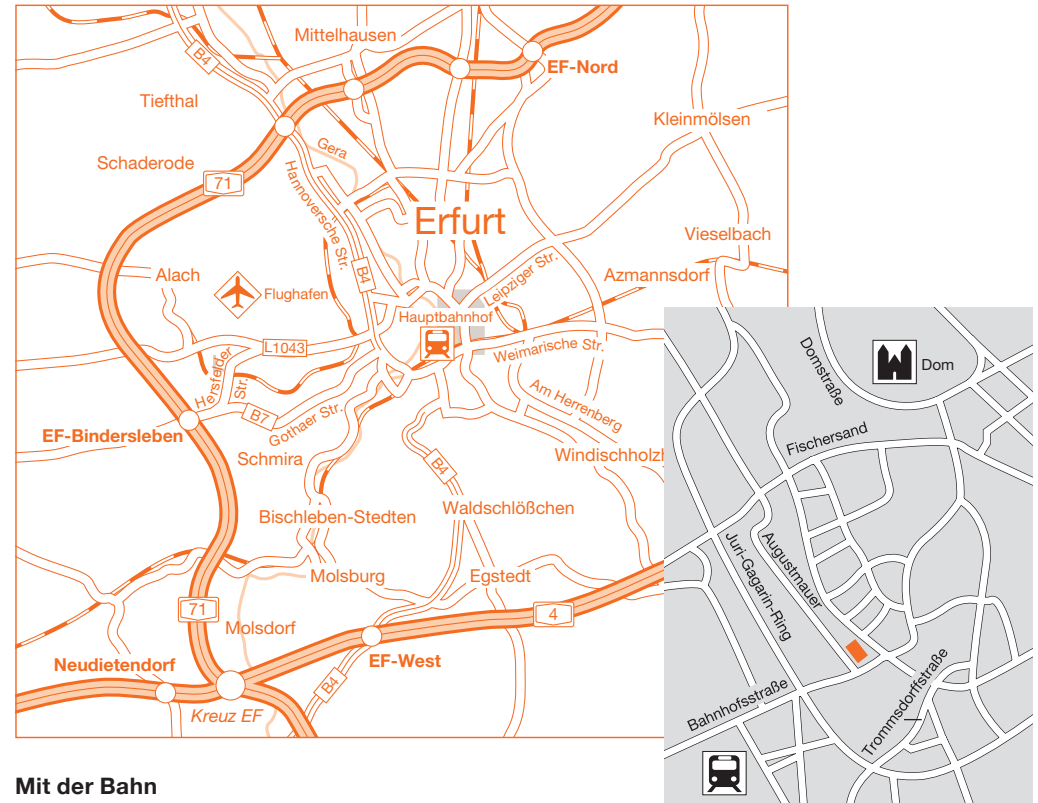 Mittelhausen
B4
EF-Nord
Tiefthal
Kleinmölsen
Gera
Schaderode
71
Hannoversche Str.
Erfurt
Vieselbach
Alach
B4
Leipziger Str.
Azmannsdorf
Flughafen
Hauptbahnhof
L1043
Weimarische Str.
Hersfelder
Str.
Am Herrenberg
B7
Gothaer Str.
EF-Bindersleben
Schmira
B4
Windischholzh
Bischleben-Stedten
Waldschlößchen
Molsburg
Egstedt
71
4
Molsdorf
EF-West
Neudietendorf
B4
Kreuz EF
Domstraße
Dom
Fischersand
Augustmauer
Juri-Gagarin-Ring
Trommsdorffstraße
Bahnhofsstraße
Mit der Bahn